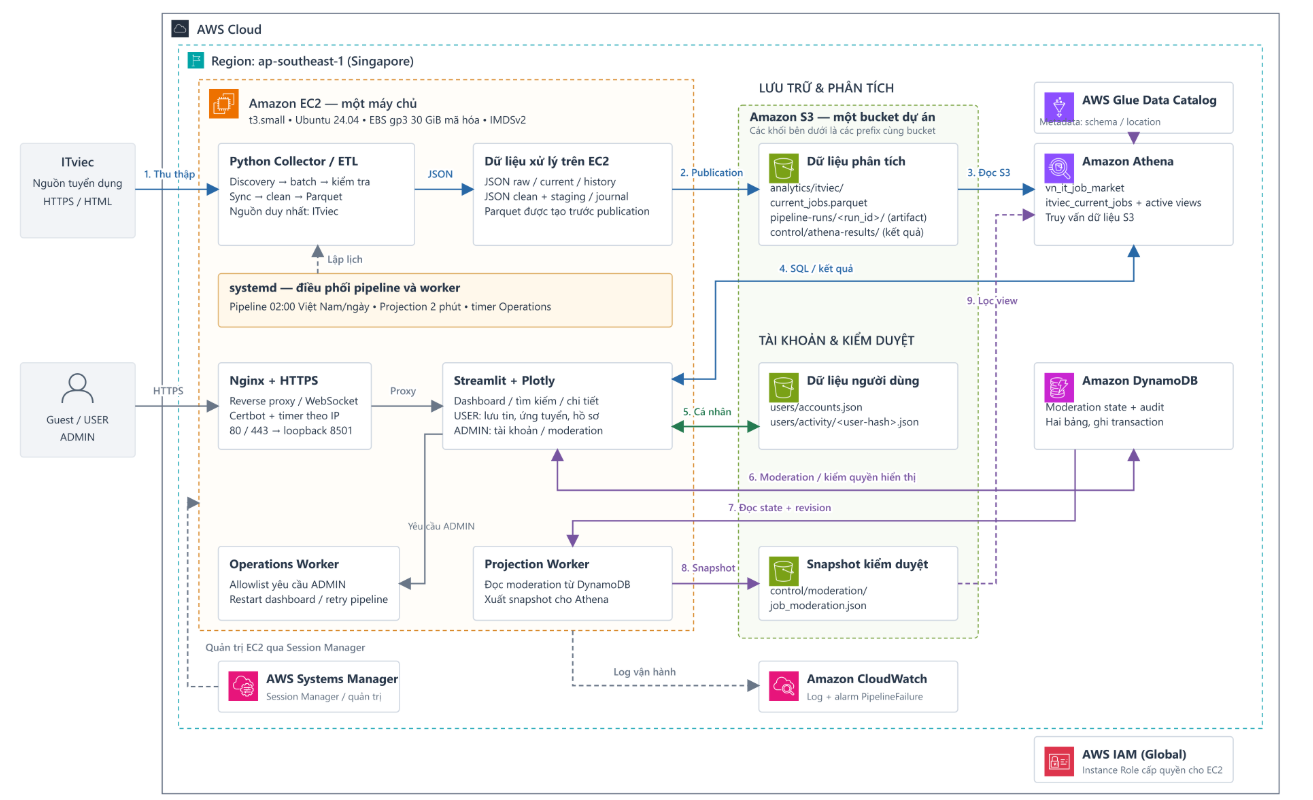 AWS Cloud
Region: ap-southeast-1 (Singapore)
Amazon EC2 — một máy chủ
t3.small • Ubuntu 24.04 • EBS gp3 30 GiB mã hóa • IMDSv2
LƯU TRỮ & PHÂN TÍCH
Amazon S3 — một bucket dự án
Các khối bên dưới là các prefix cùng bucket
AWS Glue Data Catalog
Metadata: schema / location
ITviec
Nguồn tuyển dụng
HTTPS / HTML
1. Thu thập
Python Collector / ETL
Discovery → batch → kiểm tra
Sync → clean → Parquet
Nguồn duy nhất: ITviec
JSON
Dữ liệu xử lý trên EC2
JSON raw / current / history
JSON clean + staging / journal
Parquet được tạo trước publication
2. Publication
Dữ liệu phân tích
analytics/itviec/
current_jobs.parquet
pipeline-runs/<run_id>/ (artifact)
control/athena-results/ (kết quả)
3. Đọc S3
Amazon Athena
vn_it_job_market
itviec_current_jobs + active views
Truy vấn dữ liệu S3
Lập lịch
systemd — điều phối pipeline và worker
Pipeline 02:00 Việt Nam/ngày • Projection 2 phút • timer Operations
4. SQL / kết quả
9. Lọc view
TÀI KHOẢN & KIỂM DUYỆT
Guest / USER
ADMIN
HTTPS
Nginx + HTTPS
Reverse proxy / WebSocket
Certbot + timer theo IP
80 / 443 → loopback 8501
Proxy
Streamlit + Plotly
Dashboard / tìm kiếm / chi tiết
USER: lưu tin, ứng tuyển, hồ sơ
ADMIN: tài khoản / moderation
5. Cá nhân
Dữ liệu người dùng
users/accounts.json
users/activity/<user-hash>.json
Amazon DynamoDB
Moderation state + audit
Hai bảng, ghi transaction
6. Moderation / kiểm quyền hiển thị
7. Đọc state + revision
Yêu cầu ADMIN
Operations Worker
Allowlist yêu cầu ADMIN
Restart dashboard / retry pipeline
Projection Worker
Đọc moderation từ DynamoDB
Xuất snapshot cho Athena
8. Snapshot
Snapshot kiểm duyệt
control/moderation/
job_moderation.json
Quản trị EC2 qua Session Manager
AWS Systems Manager
Session Manager / quản trị
Log vận hành
Amazon CloudWatch
Log + alarm PipelineFailure
AWS IAM (Global)
Instance Role cấp quyền cho EC2